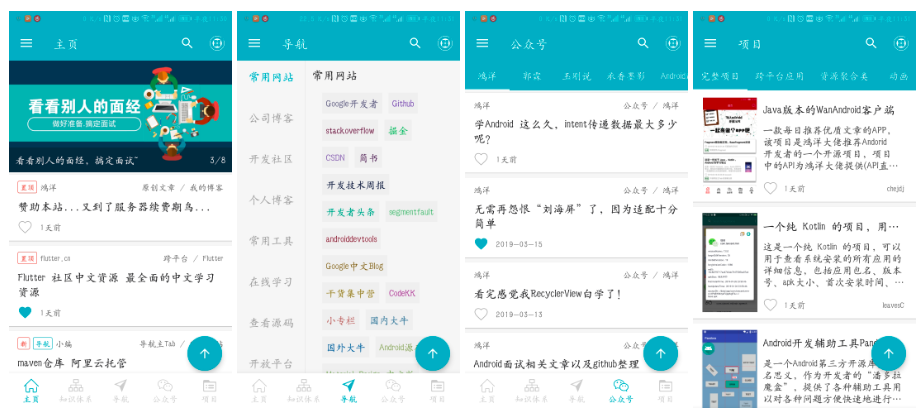 主页
看看别人的面经
做好准备,搞定面试
看看别人的面经,搞定面试~
3/8
置顶 鸿洋
原创文章 / 我的博客
赞助本站...又到了服务器续费期鸟...
1天前
置顶 flutter.cn
跨平台 / Flutter
Flutter 社区中文资源 最全面的中文学习
资源
1天前
新 导航 小编
导航主Tab /
maven仓库 阿里云托管
主页 知识体系 导航 公众号 项目
导航
常用网站
公司博客
开发社区
个人博客
常用工具
在线学习
查看源码
开放平台
常用网站
Google开发者 Github
stackoverflow 掘金
CSDN 简书
开发技术周报
开发者头条 segmentfault
androiddevtools
Google中文Blog
干货集中营 CodeKK
小专栏 国内大牛
国外大牛 Android源
主页 知识体系 导航 公众号 项目
公众号
鸿洋 郭霖 玉刚说 承香墨影 Android
鸿洋
公众号 / 鸿洋
学Android 这么久,intent传递数据最大多少
呢?
1天前
鸿洋
公众号 / 鸿洋
无需再怨恨“刘海屏”了,因为适配十分
简单
2019-03-15
鸿洋
公众号 / 鸿洋
看完感觉我RecyclerView白学了!
2019-03-13
鸿洋
公众号 / 鸿洋
Android面试相关文章以及github整理
主页 知识体系 导航 公众号 项目
项目
完整项目 跨平台应用 资源聚合类 动画
Java版本的WanAndroid客户端
一款每日推荐优质文章的APP,
该项目是鸿洋大佬推荐Andorid
开发者的一个开源项目,项目
中的API为鸿洋大佬提供(API直…
1天前
chejdj
一个纯 Kotlin 的项目,用…
这是一个纯 Kotlin 的项目,可以
用于查看系统安装的所有应用的
详细信息,包括应用包名、版本
号、apk大小、首次安装时间、…
1天前
leavesC
Android开发辅助工具Pand
是一个Android第三方开源库
名思义,作为开发者的“潘多拉
魔盒”,提供了各种辅助工具用
以对各种问题方便快捷地进行…